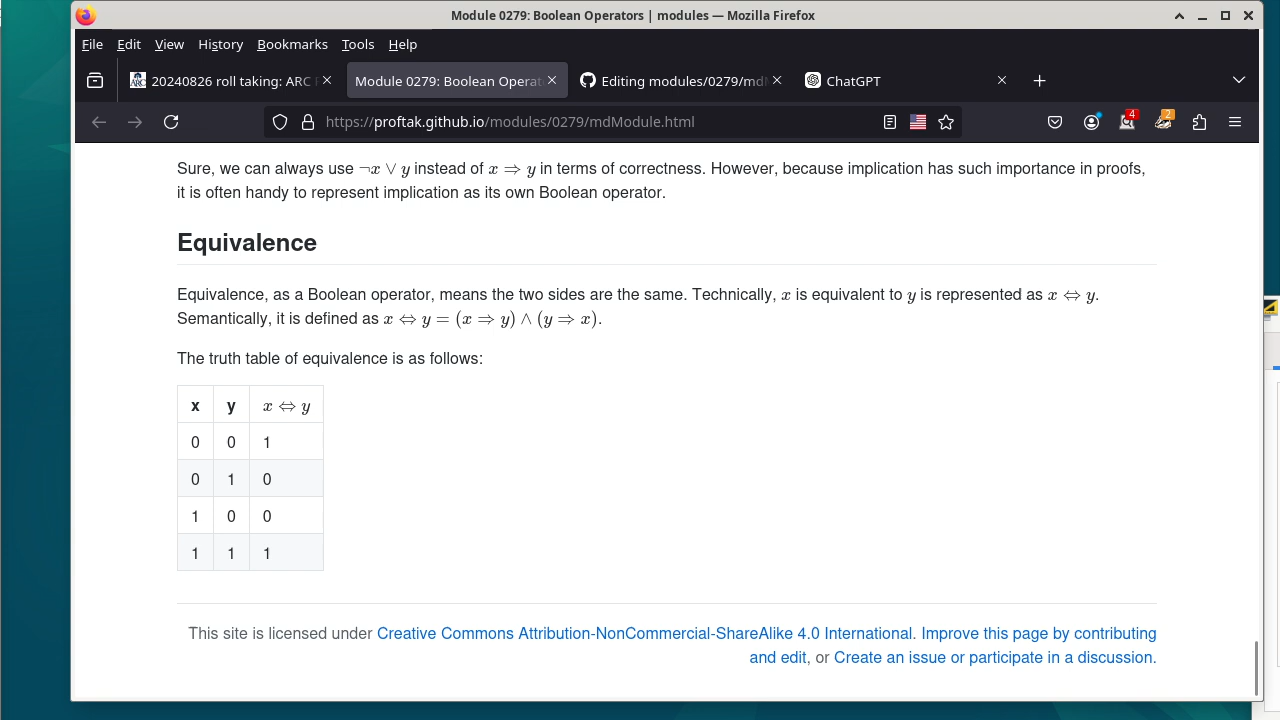 Module 0279: Boolean Operators | modules — Mozilla Firefox
File Edit View History Bookmarks Tools Help
20240826 roll taking: ARC
Module 0279: Boolean Operat
Editing modules/0279/md
ChatGPT
https://proftak.github.io/modules/0279/mdModule.html
4
2
Sure, we can always use ¬x ∨ y instead of x ⇒ y in terms of correctness. However, because implication has such importance in proofs,
it is often handy to represent implication as its own Boolean operator.
Equivalence
Equivalence, as a Boolean operator, means the two sides are the same. Technically, x is equivalent to y is represented as x ⇔ y.
Semantically, it is defined as x ⇔ y = (x ⇒ y) ∧ (y ⇒ x).
The truth table of equivalence is as follows:
x y x ⇔ y
0 0 1
0 1 0
1 0 0
1 1 1
This site is licensed under Creative Commons Attribution-NonCommercial-ShareAlike 4.0 International. Improve this page by contributing
and edit, or Create an issue or participate in a discussion.